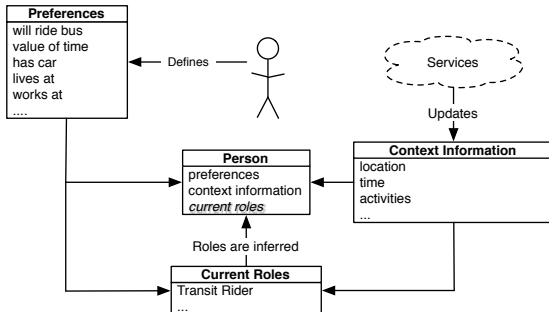 Preferences
will ride bus
value of time
has car
lives at
works at
....
Defines
Services
Updates
Context Information
location
time
activities
...
Person
preferences
context information
current roles
Roles are inferred
Current Roles
Transit Rider
...